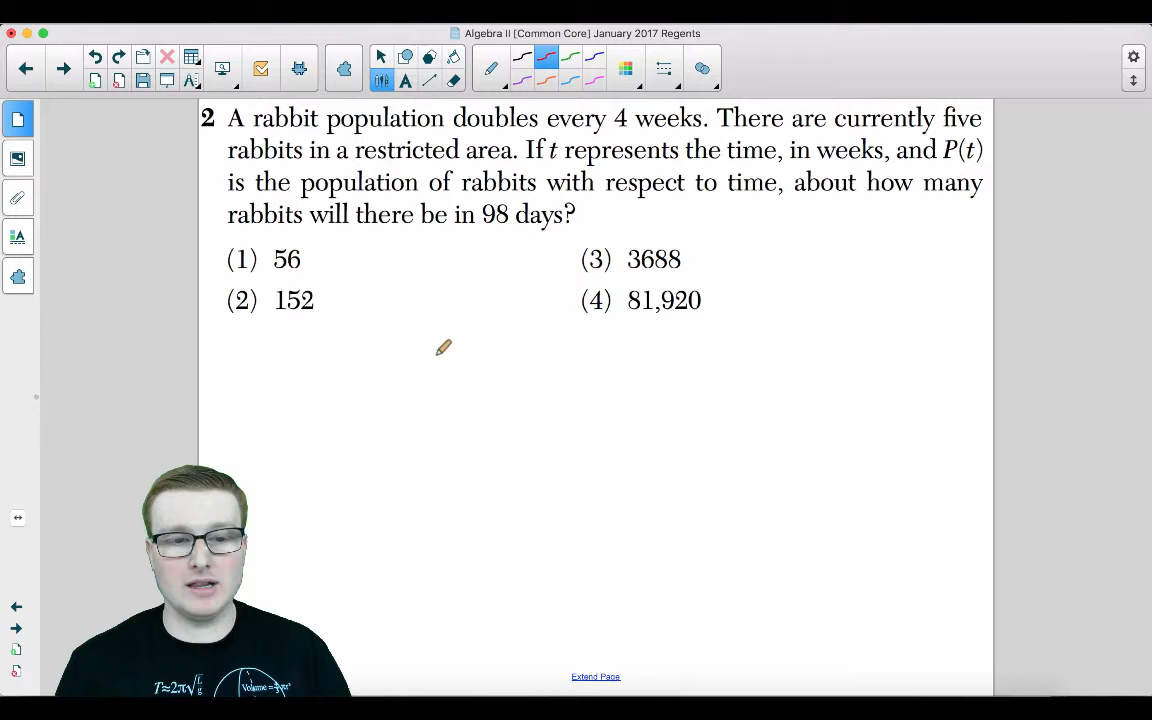 Algebra II [Common Core] January 2017 Regents
2 A rabbit population doubles every 4 weeks. There are currently five
rabbits in a restricted area. If t represents the time, in weeks, and P(t)
is the population of rabbits with respect to time, about how many
rabbits will there be in 98 days?
(1) 56 (3) 3688
(2) 152 (4) 81,920
T≈2π√L/g
Volume=
Extend Page